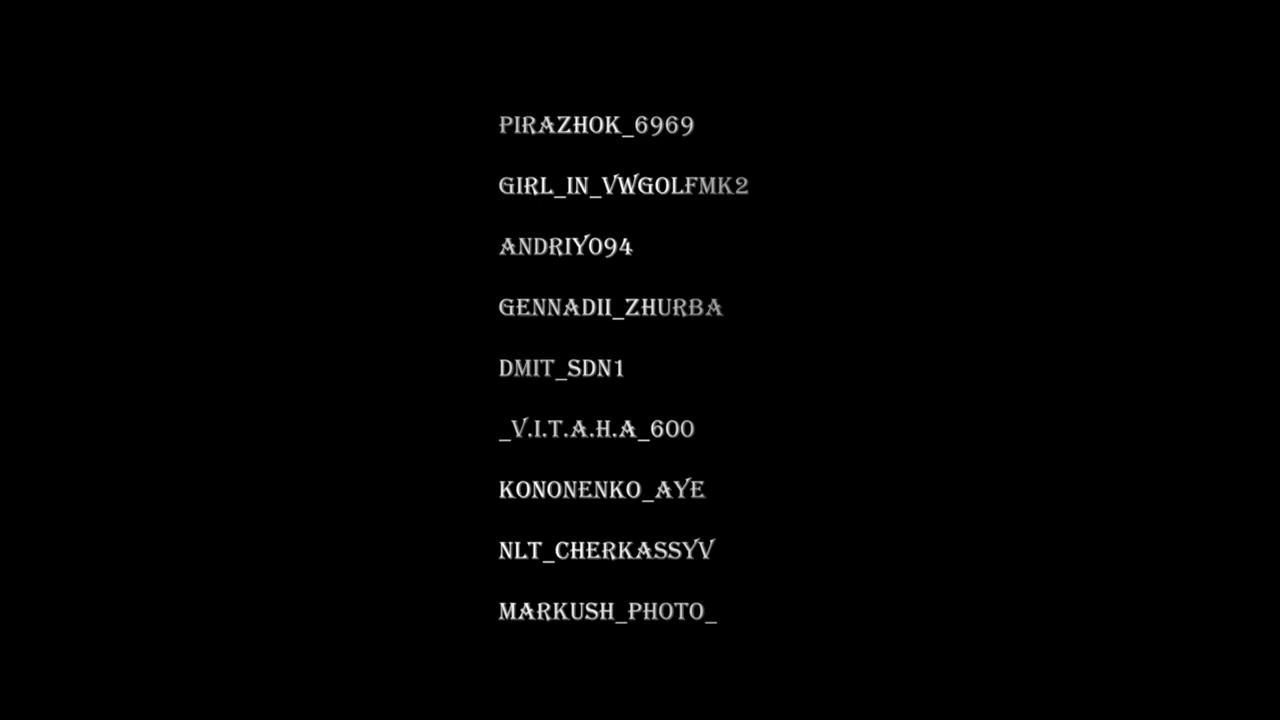 PIRAZHOK_6969
GIRL_IN_VWGOLFMK2
ANDRIY094
GENNADII_ZHURBA
DMIT_SDN1
_V.I.T.A.H.A_600
KONONENKO_AYE
NLT_CHERKASSYV
MARKUSH_PHOTO_